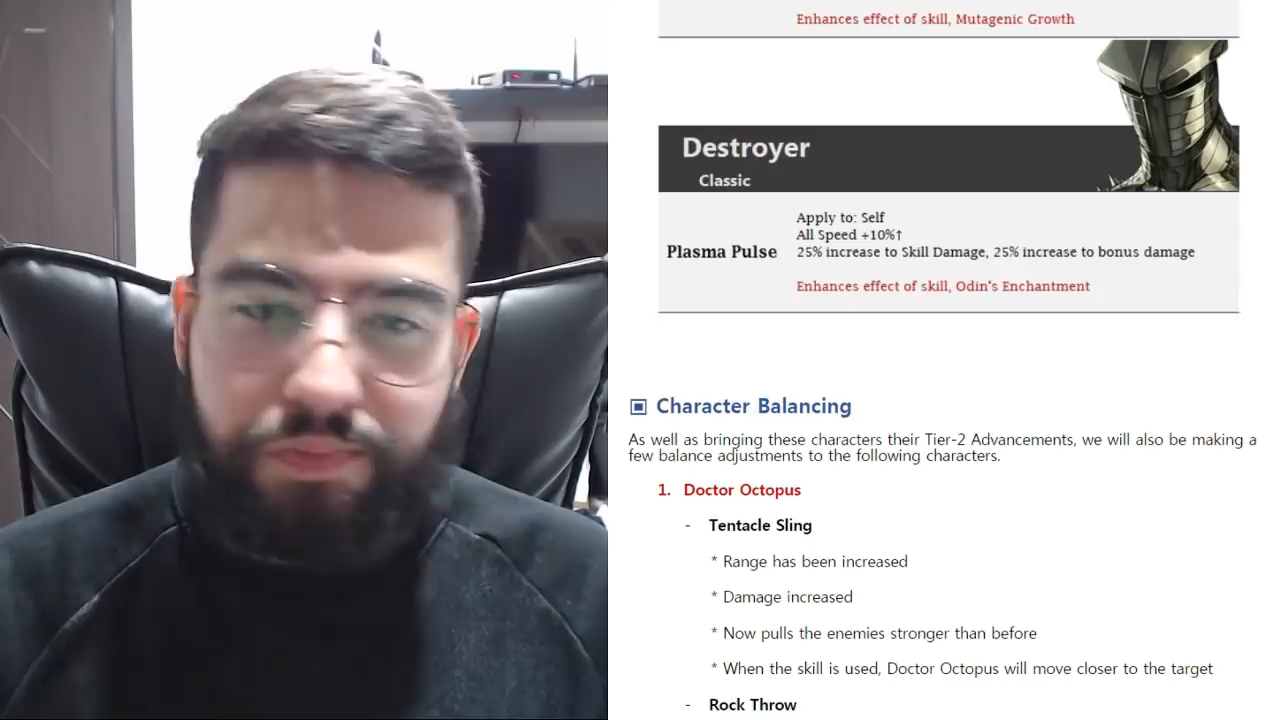 Enhances effect of skill, Mutagenic Growth
Destroyer
Classic
Apply to: Self
All Speed +10%↑
Plasma Pulse 25% increase to Skill Damage, 25% increase to bonus damage
Enhances effect of skill, Odin's Enchantment
Character Balancing
As well as bringing these characters their Tier-2 Advancements, we will also be making a
few balance adjustments to the following characters.
1. Doctor Octopus
- Tentacle Sling
* Range has been increased
* Damage increased
* Now pulls the enemies stronger than before
* When the skill is used, Doctor Octopus will move closer to the target
- Rock Throw